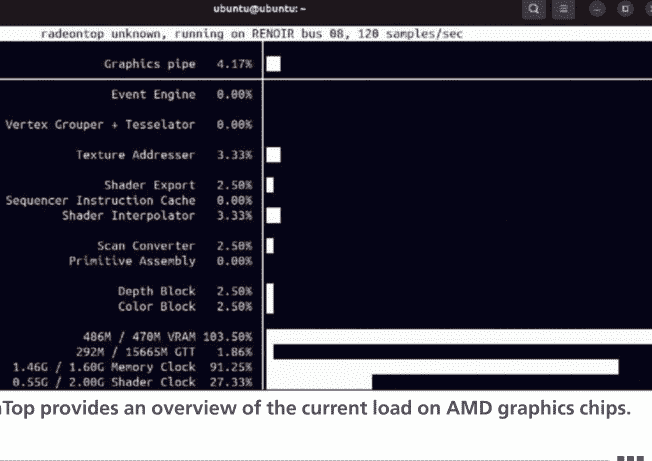 ubuntu@ubuntu: ~
radeontop unknown, running on RENOIR bus 08, 120 samples/sec
Graphics pipe 4.17%
Event Engine 0.00%
Vertex Grouper + Tesselator 0.00%
Texture Addresser 3.33%
Shader Export 2.50%
Sequencer Instruction Cache 0.00%
Shader Interpolator 3.33%
Scan Converter 2.50%
Primitive Assembly 0.00%
Depth Block 2.50%
Color Block 2.50%
486M / 470M VRAM 103.50%
292M / 15665M GTT 1.86%
1.46G / 1.60G Memory Clock 91.25%
0.55G / 2.00G Shader Clock 27.33%
nTop provides an overview of the current load on AMD graphics chips.